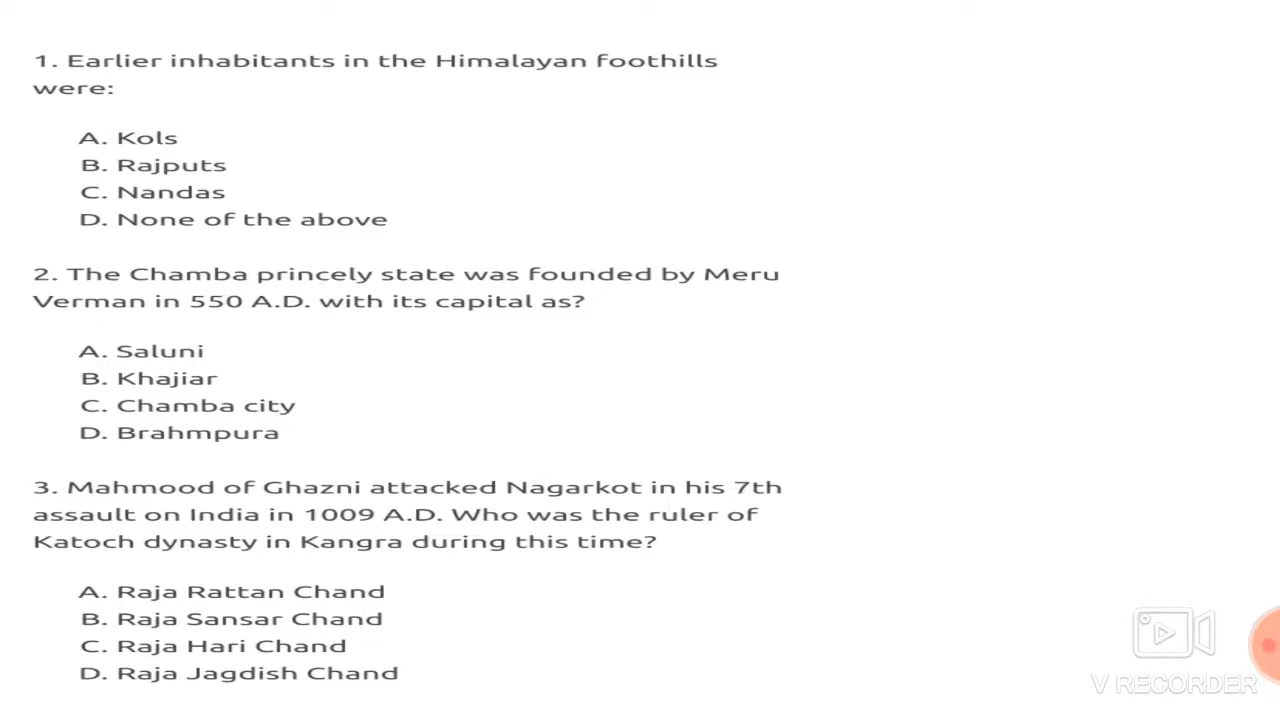 1. Earlier inhabitants in the Himalayan foothills
were:
A. Kols
B. Rajputs
C. Nandas
D. None of the above
2. The Chamba princely state was founded by Meru
Verman in 550 A.D. with its capital as?
A. Saluni
B. Khajiar
C. Chamba city
D. Brahmpura
3. Mahmood of Ghazni attacked Nagarkot in his 7th
assault on India in 1009 A.D. Who was the ruler of
Katoch dynasty in Kangra during this time?
A. Raja Rattan Chand
B. Raja Sansar Chand
C. Raja Hari Chand
D. Raja Jagdish Chand
V RECORDER